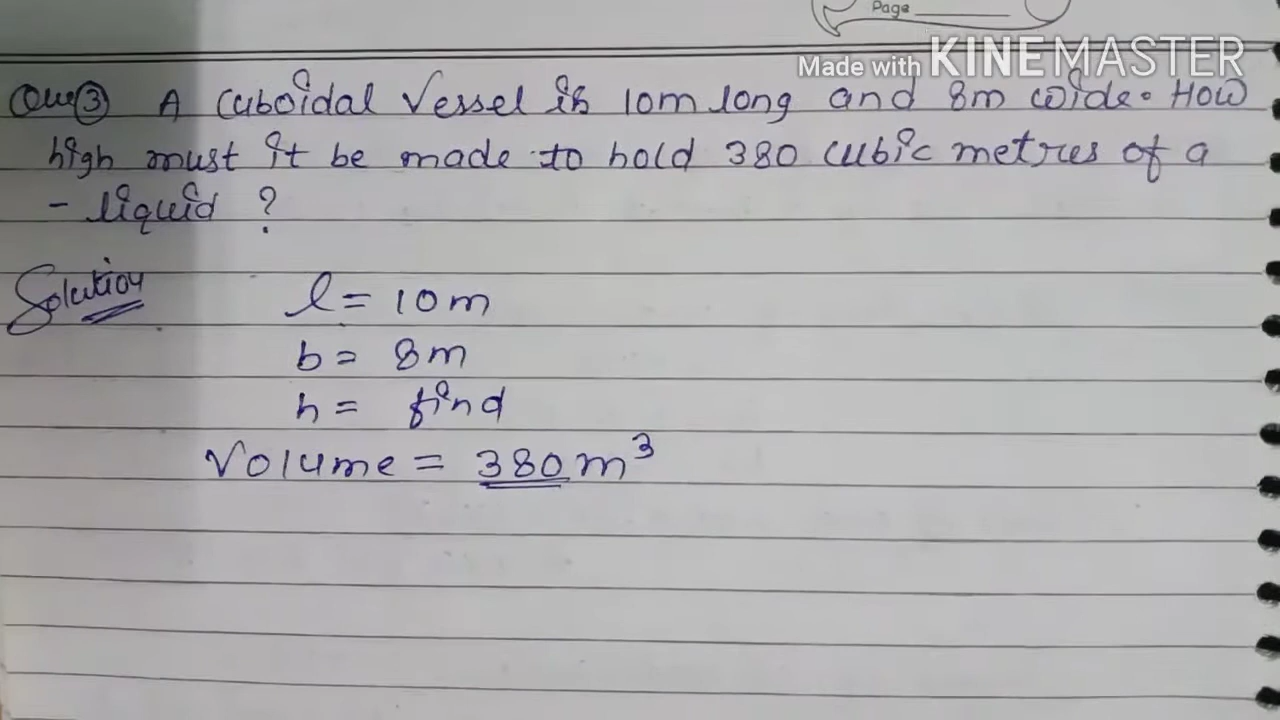 Page
Made with KINEMASTER
Que③ A Cuboidal Vessel is 10m long and 8m wide. How
high must it be made to hold 380 cubic metres of a
- liquid ?
Solution
l = 10m
b = 8m
h = find
Volume = 380m³